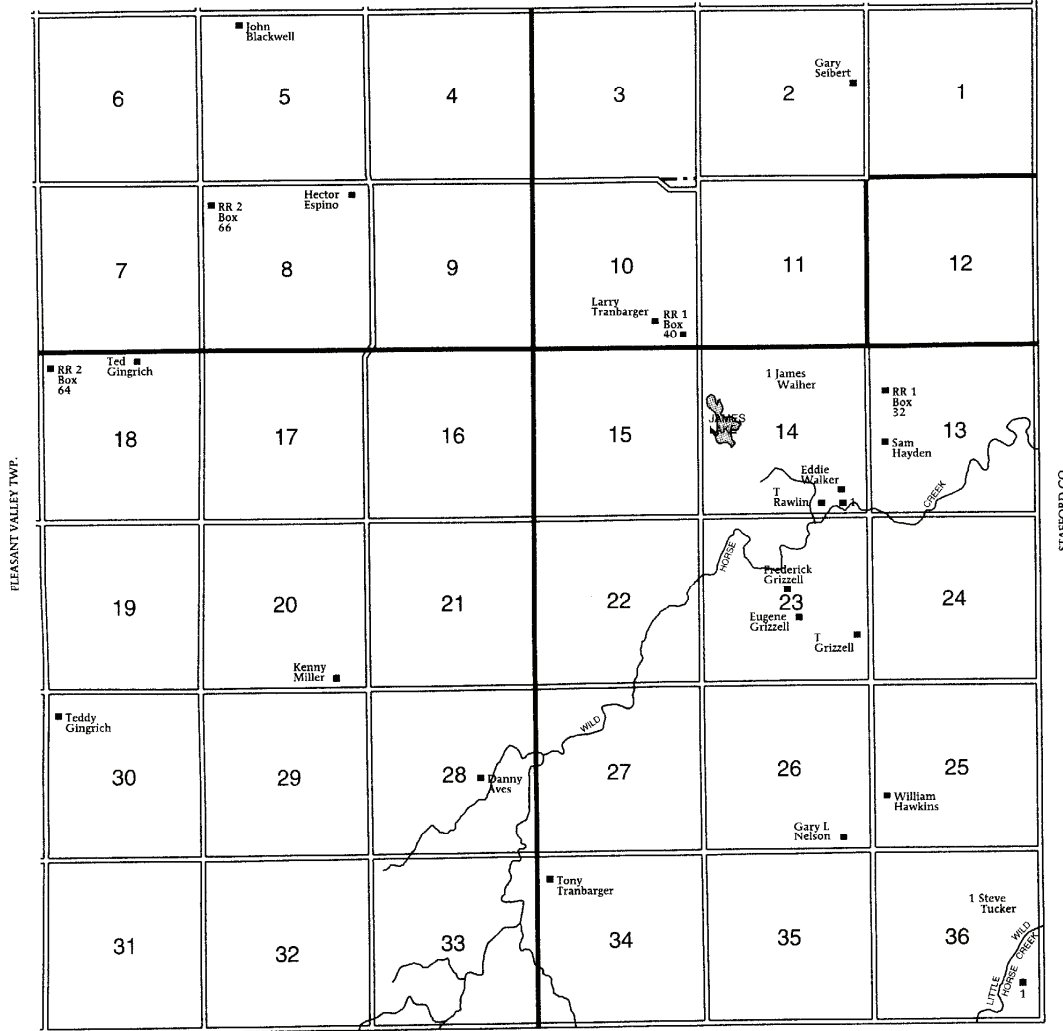 John
Blackwell
Gary
Seibert
6
5
4
3
2
1
Hector
Espino
RR 2
Box
66
7
8
9
10
11
12
Larry
Tranbarger
RR 1
Box
40
Ted
Gingrich
RR 2
Box
64
1 James
Waiher
RR 1
Box
32
JAMES
LAKE
18
17
16
15
14
13
Sam
Hayden
Eddie
Walker
T
Rawlin
1
CREEK
PLEASANT VALLEY TWP.
STAFFORD CO.
HORSE
Frederick
Grizzell
19
20
21
22
23
24
Eugene
Grizzell
T
Grizzell
Kenny
Miller
Teddy
Gingrich
WILD
30
29
28
27
26
25
Danny
Aves
William
Hawkins
Gary L
Nelson
Tony
Tranbarger
1 Steve
Tucker
31
32
33
34
35
36
LITTLE WILD
HORSE CREEK
1